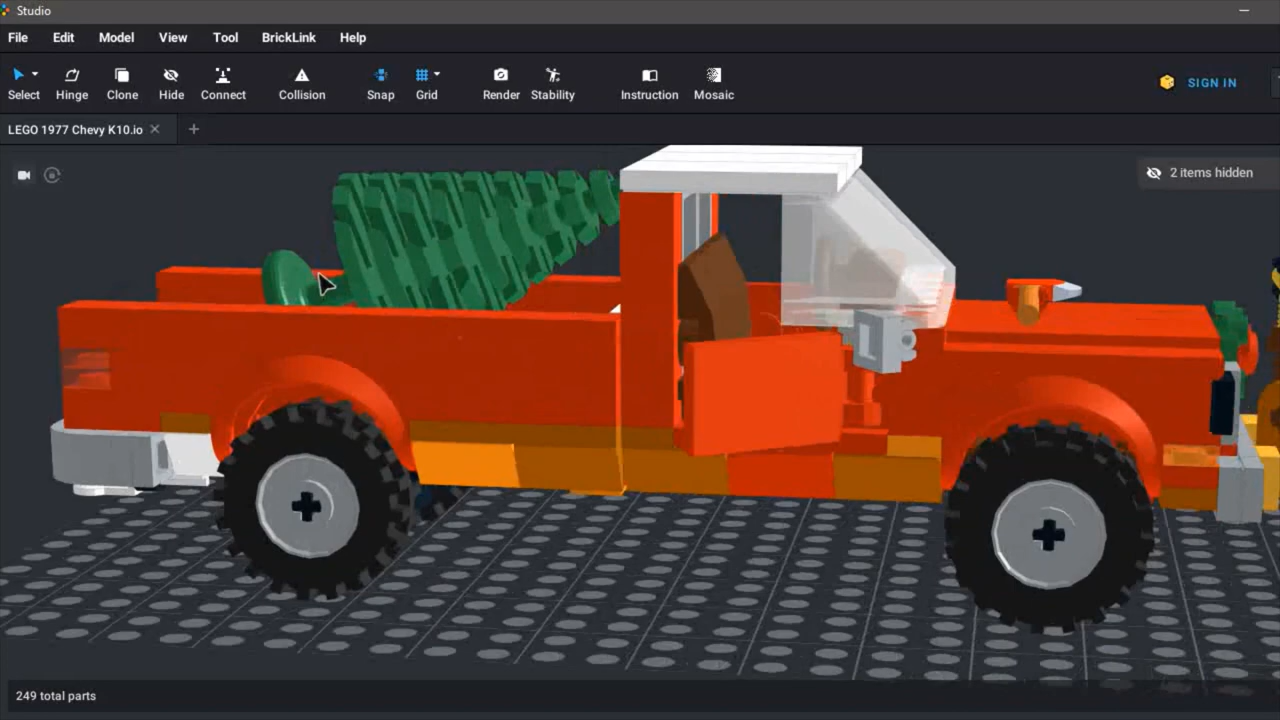 Studio
File Edit Model View Tool BrickLink Help
Select Hinge Clone Hide Connect Collision Snap Grid Render Stability Instruction Mosaic
SIGN IN
LEGO 1977 Chevy K10.io
2 items hidden
249 total parts